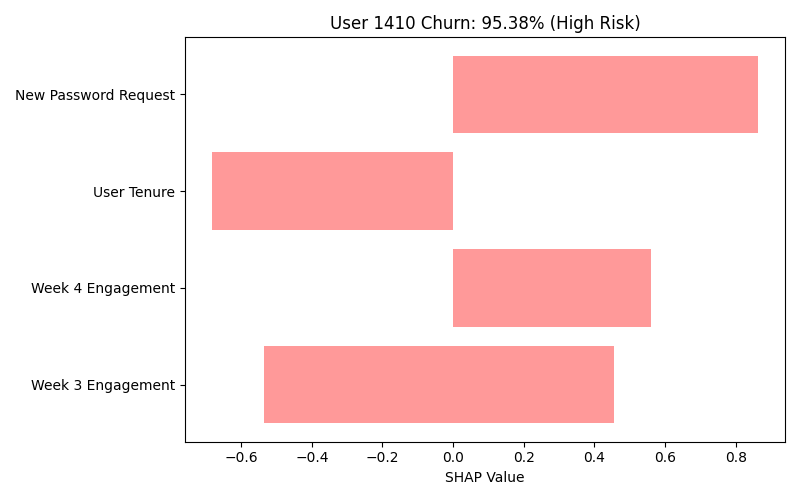 User 1410 Churn: 95.38% (High Risk)
New Password Request
User Tenure
Week 4 Engagement
Week 3 Engagement
−0.6 −0.4 −0.2 0.0 0.2 0.4 0.6 0.8
SHAP Value